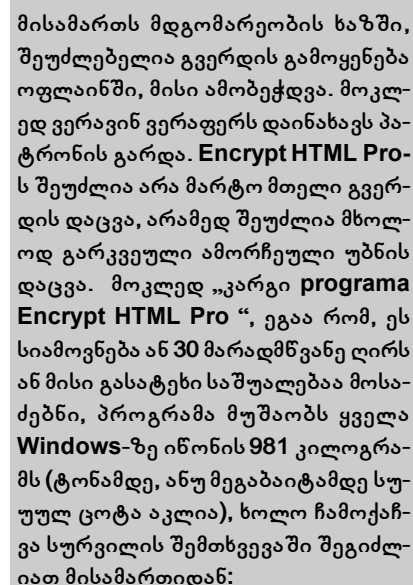 მისამართს მდგომარეობის ხაზში,
შეუძლებელია გვერდის გამოყენება
ოფლაინში, მისი ამობეჭდვა. მოკლ-
ედ ვერავინ ვერაფერს დაინახავს პა-
ტრონის გარდა. Encrypt HTML Pro-
ს შეუძლია არა მარტო მთელი გვერ-
დის დაცვა, არამედ შეუძლია მხოლ-
ოდ გარკვეული ამორჩეული უბნის
დაცვა. მოკლედ „კარგი programa
Encrypt HTML Pro “, ეგაა რომ, ეს
სიამოვნება ან 30 მარადმწვანე ღირს
ან მისი გასატეხი საშუალებაა მოსა-
ძებნი, პროგრამა მუშაობს ყველა
Windows-ზე იწონის 981 კილოგრა-
მს (ტონამდე, ანუ მეგაბაიტამდე სუ-
უულ ცოტა აკლია), ხოლო ჩამოქაჩ-
ვა სურვილის შემთხვევაში შეგიძლ-
იათ მისამართიდან: